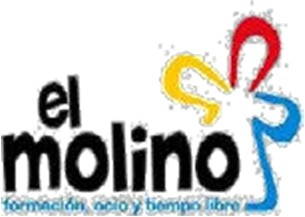 el
molino
formación, ocio y tiempo libre